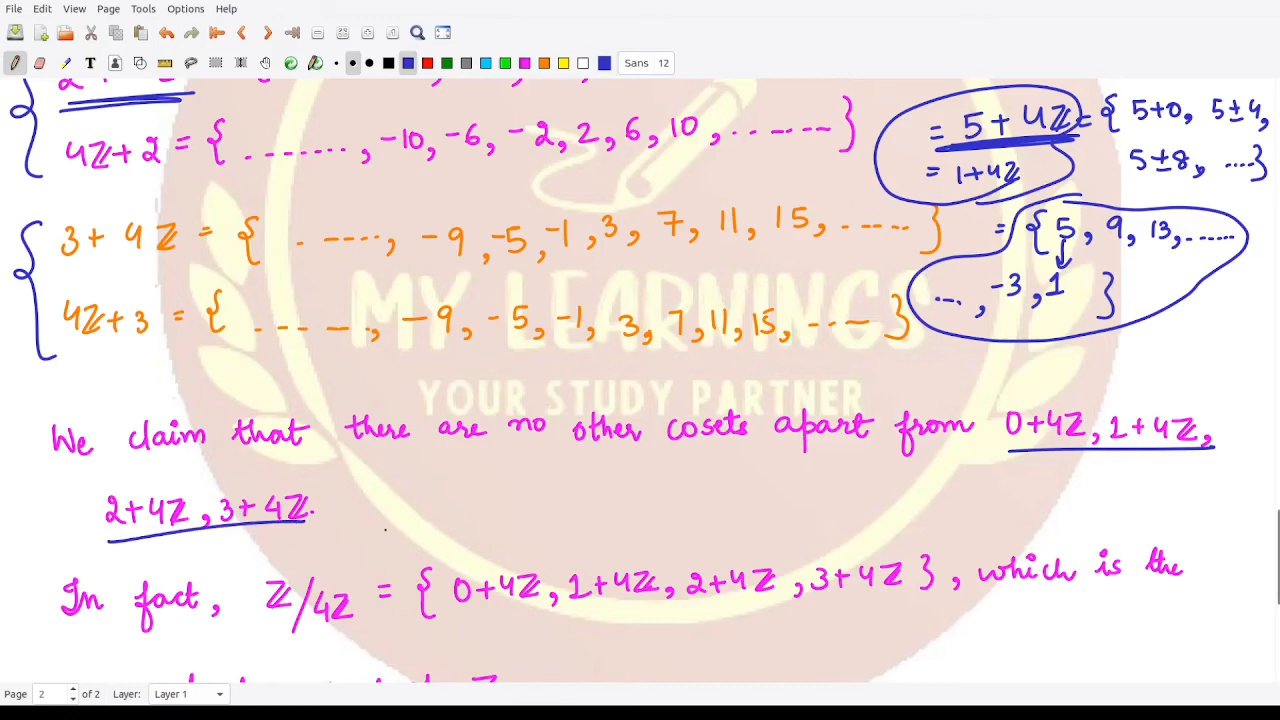 File Edit View Page Tools Options Help
Sans 12
4ℤ+2 = { ........, -10, -6, -2, 2, 6, 10, ........ }
= 5 + 4ℤ = { 5+0, 5±4,
5±8, ....}
= 1+4ℤ
3 + 4ℤ = { . ....., -9, -5, -1, 3, 7, 11, 15, ...... }
= { 5, 9, 13, ......
..., -3, 1 }
4ℤ+3 = { ........, -9, -5, -1, 3, 7, 11, 15, ...... }
MY LEARNINGS
YOUR STUDY PARTNER
We claim that there are no other cosets apart from 0+4ℤ, 1+4ℤ,
2+4ℤ, 3+4ℤ.
In fact, ℤ/4ℤ = { 0+4ℤ, 1+4ℤ, 2+4ℤ, 3+4ℤ }, which is the
Page 2 of 2 Layer: Layer 1